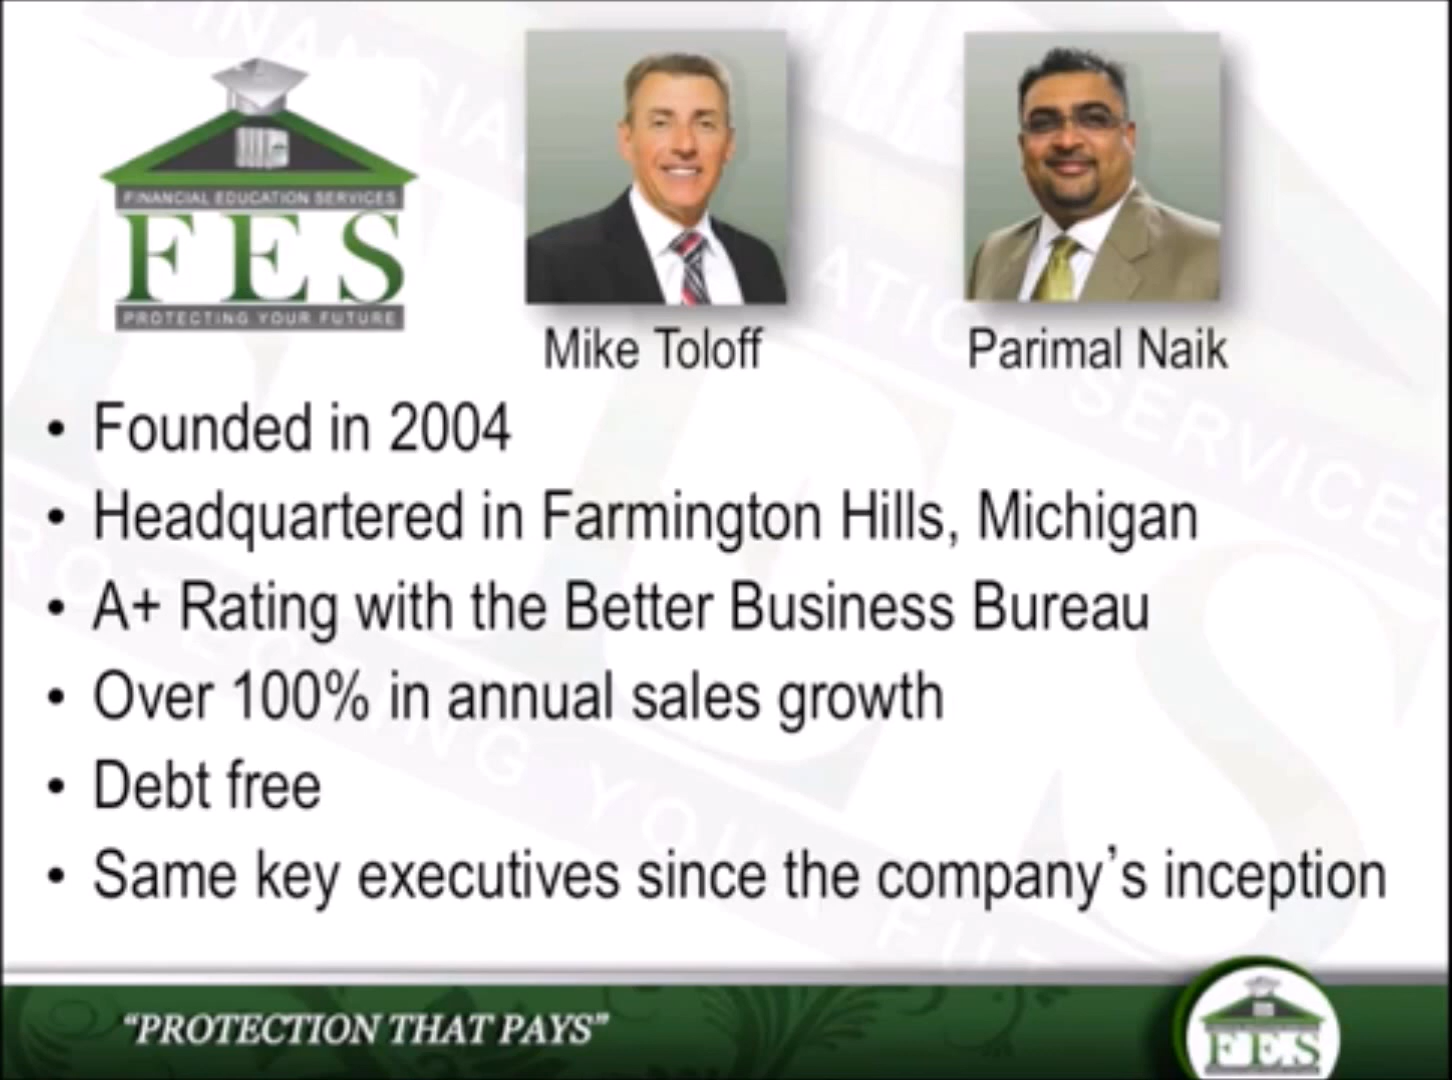 FINANCIAL EDUCATION SERVICES
FES
PROTECTING YOUR FUTURE
Mike Toloff
Parimal Naik
• Founded in 2004
• Headquartered in Farmington Hills, Michigan
• A+ Rating with the Better Business Bureau
• Over 100% in annual sales growth
• Debt free
• Same key executives since the company’s inception
“PROTECTION THAT PAYS”
FES